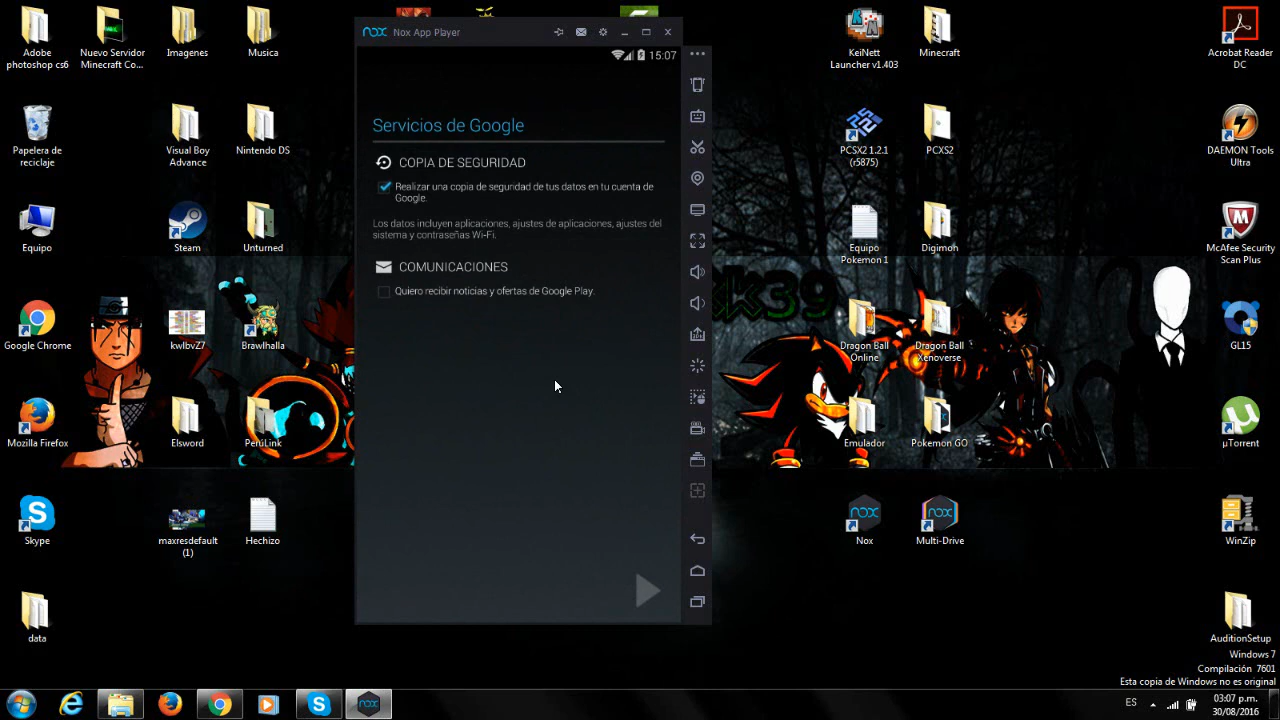 nox Nox App Player
15:07
Servicios de Google
COPIA DE SEGURIDAD
Realizar una copia de seguridad de tus datos en tu cuenta de
Google.
Los datos incluyen aplicaciones, ajustes de aplicaciones, ajustes del
sistema y contraseñas Wi-Fi.
COMUNICACIONES
Quiero recibir noticias y ofertas de Google Play.
Adobe
photoshop cs6
Nuevo Servidor
Minecraft Co...
Imagenes
Musica
Papelera de
reciclaje
Visual Boy
Advance
Nintendo DS
Equipo
Steam
Unturned
Google Chrome
kwlbvZ7
Brawlhalla
Mozilla Firefox
Elsword
PerúLink
Skype
maxresdefault
(1)
Hechizo
data
KeiNett
Launcher v1.403
Minecraft
Acrobat Reader
DC
PCSX2 1.2.1
(r5875)
PCXS2
DAEMON Tools
Ultra
Equipo
Pokemon 1
Digimon
McAfee Security
Scan Plus
k39
Dragon Ball
Online
Dragon Ball
Xenoverse
GL15
Emulador
Pokemon GO
µTorrent
nox
Nox
nox
Multi-Drive
WinZip
AuditionSetup
Windows 7
Compilación 7601
Esta copia de Windows no es original
nox
ES
03:07 p.m.
30/08/2016